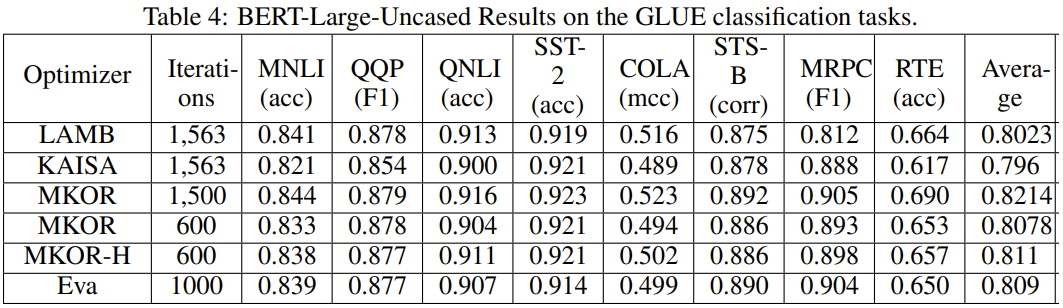 Table 4: BERT-Large-Uncased Results on the GLUE classification tasks.
Optimizer Iterati-ons MNLI (acc) QQP (F1) QNLI (acc) SST-2 (acc) COLA (mcc) STS-B (corr) MRPC (F1) RTE (acc) Avera-ge
LAMB 1,563 0.841 0.878 0.913 0.919 0.516 0.875 0.812 0.664 0.8023
KAISA 1,563 0.821 0.854 0.900 0.921 0.489 0.878 0.888 0.617 0.796
MKOR 1,500 0.844 0.879 0.916 0.923 0.523 0.892 0.905 0.690 0.8214
MKOR 600 0.833 0.878 0.904 0.921 0.494 0.886 0.893 0.653 0.8078
MKOR-H 600 0.838 0.877 0.911 0.921 0.502 0.886 0.898 0.657 0.811
Eva 1000 0.839 0.877 0.907 0.914 0.499 0.890 0.904 0.650 0.809